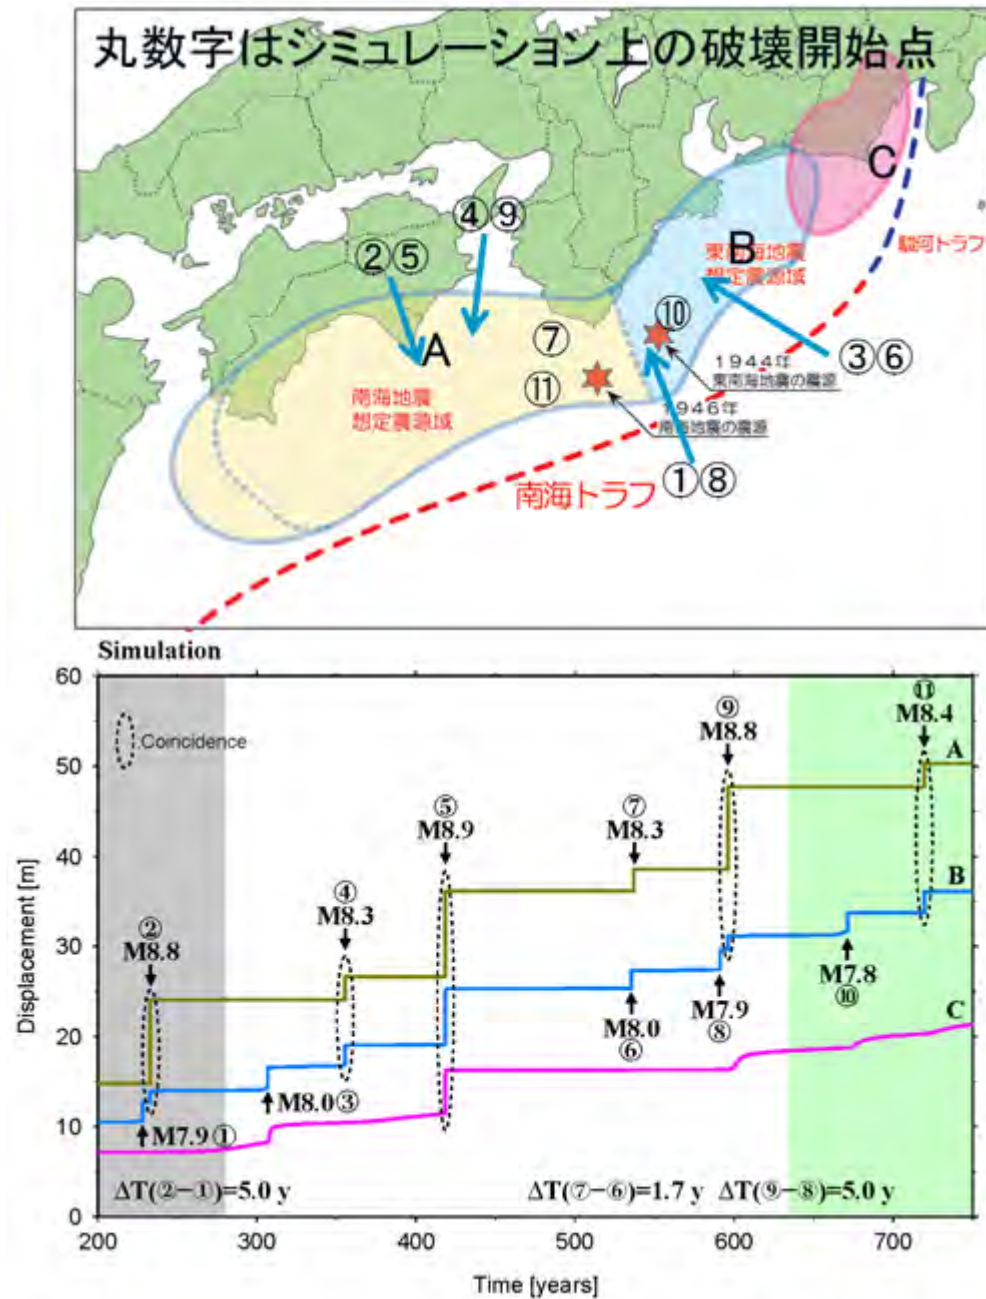 丸数字はシミュレーション上の破壊開始点
④⑨
②⑤
A
B
C
東南海地震
想定震源域
駿河トラフ
⑦
⑩
⑪
③⑥
1944年
東南海地震の震源
南海地震
想定震源域
1946年
南海地震の震源
①⑧
南海トラフ
Simulation
Coincidence
②
M8.8
④
M8.3
⑤
M8.9
⑦
M8.3
⑨
M8.8
⑪
M8.4
A
B
C
M7.9①
M8.0③
M8.0
⑥
M7.9
⑧
M7.8
⑩
ΔT(②−①)=5.0 y
ΔT(⑦−⑥)=1.7 y
ΔT(⑨−⑧)=5.0 y
Displacement [m]
60
50
40
30
20
10
0
200 300 400 500 600 700
Time [years]